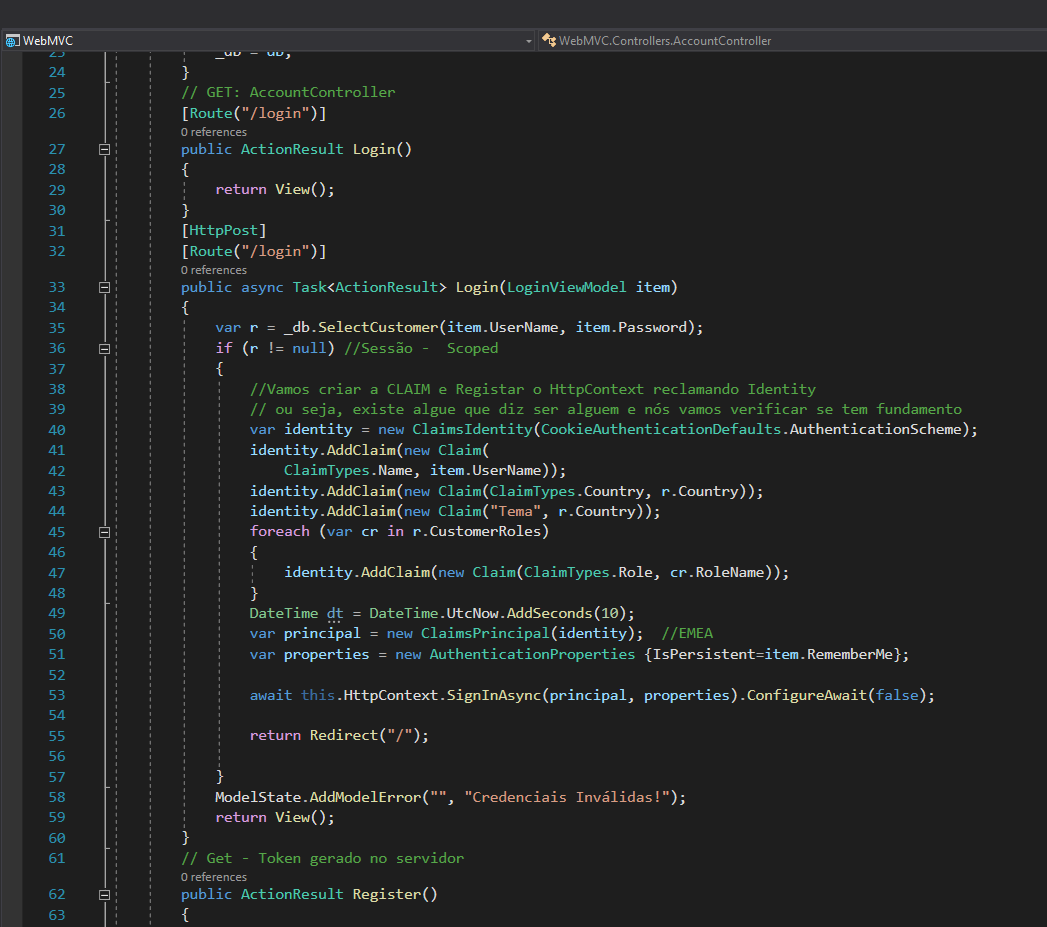 WebMVC WebMVC.Controllers.AccountController
23 _db = db;
24 }
25 // GET: AccountController
26 [Route("/login")]
0 references
27 public ActionResult Login()
28 {
29 return View();
30 }
31 [HttpPost]
32 [Route("/login")]
0 references
33 public async Task<ActionResult> Login(LoginViewModel item)
34 {
35 var r = _db.SelectCustomer(item.UserName, item.Password);
36 if (r != null) //Sessão -  Scoped
37 {
38 //Vamos criar a CLAIM e Registar o HttpContext reclamando Identity
39 // ou seja, existe algue que diz ser alguem e nós vamos verificar se tem fundamento
40 var identity = new ClaimsIdentity(CookieAuthenticationDefaults.AuthenticationScheme);
41 identity.AddClaim(new Claim(
42 ClaimTypes.Name, item.UserName));
43 identity.AddClaim(new Claim(ClaimTypes.Country, r.Country));
44 identity.AddClaim(new Claim("Tema", r.Country));
45 foreach (var cr in r.CustomerRoles)
46 {
47 identity.AddClaim(new Claim(ClaimTypes.Role, cr.RoleName));
48 }
49 DateTime dt = DateTime.UtcNow.AddSeconds(10);
50 var principal = new ClaimsPrincipal(identity);  //EMEA
51 var properties = new AuthenticationProperties {IsPersistent=item.RememberMe};
52
53 await this.HttpContext.SignInAsync(principal, properties).ConfigureAwait(false);
54
55 return Redirect("/");
56
57 }
58 ModelState.AddModelError("", "Credenciais Inválidas!");
59 return View();
60 }
61 // Get - Token gerado no servidor
0 references
62 public ActionResult Register()
63 {